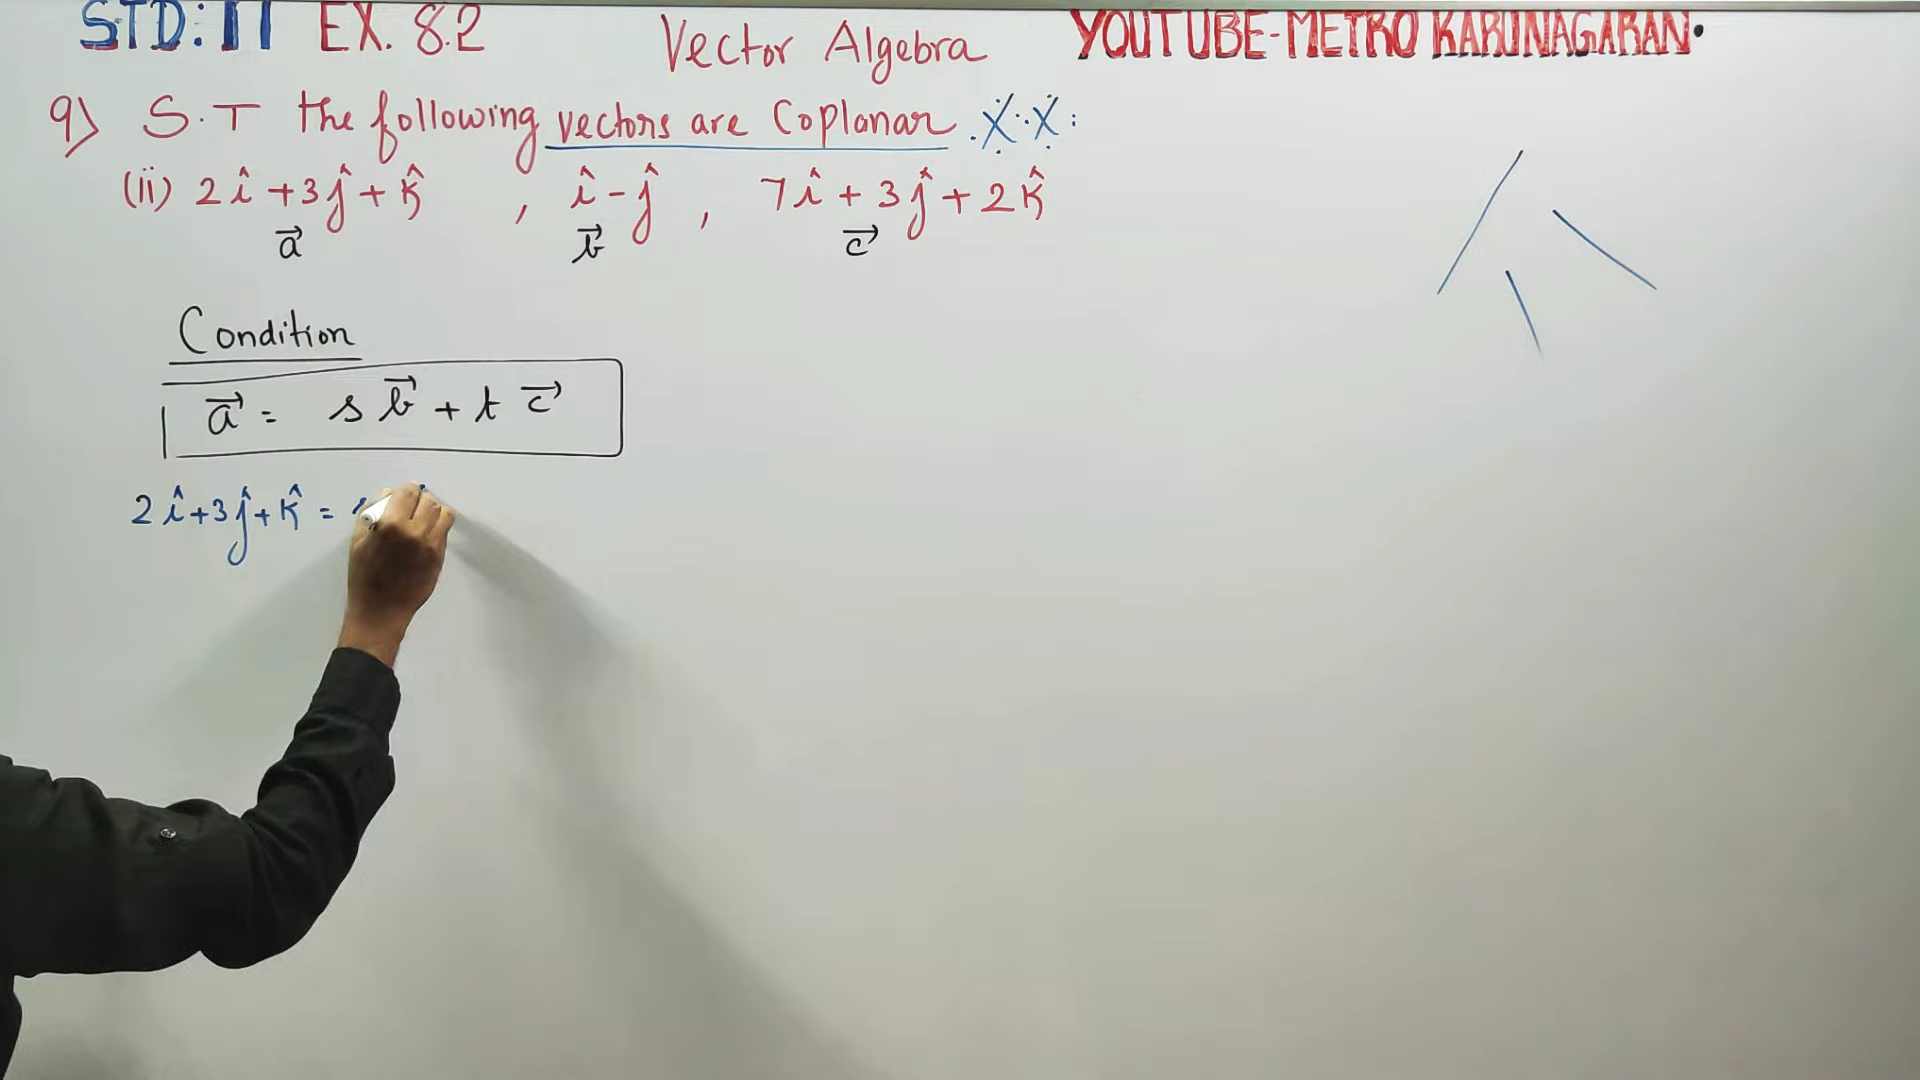 STD: 11 EX. 8.2 Vector Algebra YOUTUBE-METRO KARUNAGARAN.
9) S.T the following vectors are Coplanar.
(ii) 2î + 3ĵ + k̂ , î - ĵ , 7î + 3ĵ + 2k̂
a⃗ b⃗ c⃗
Condition
a⃗ = s b⃗ + t c⃗
2î + 3ĵ + k̂ =